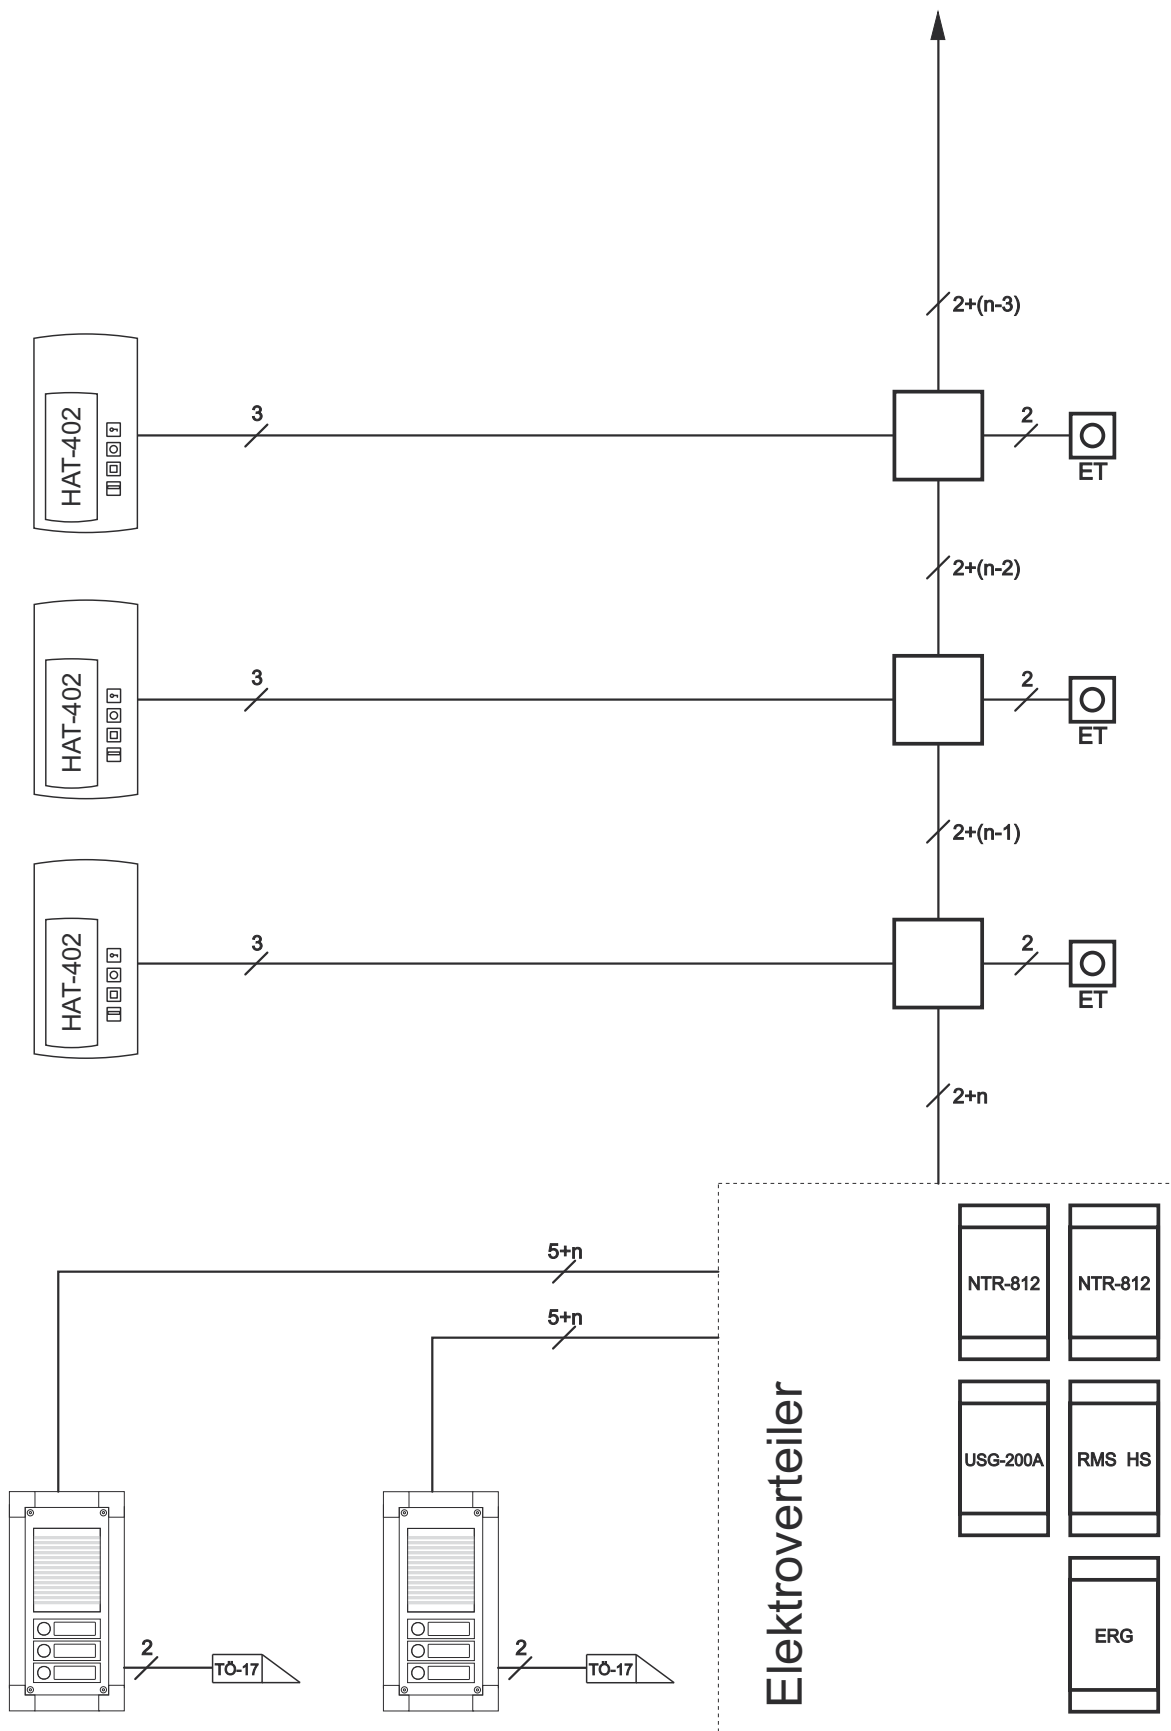 2+(n-3)
HAT-402
3
2
ET
2+(n-2)
HAT-402
3
2
ET
2+(n-1)
HAT-402
3
2
ET
2+n
5+n
5+n
NTR-812
NTR-812
USG-200A
RMS HS
ERG
Elektroverteiler
2
TÖ-17
2
TÖ-17